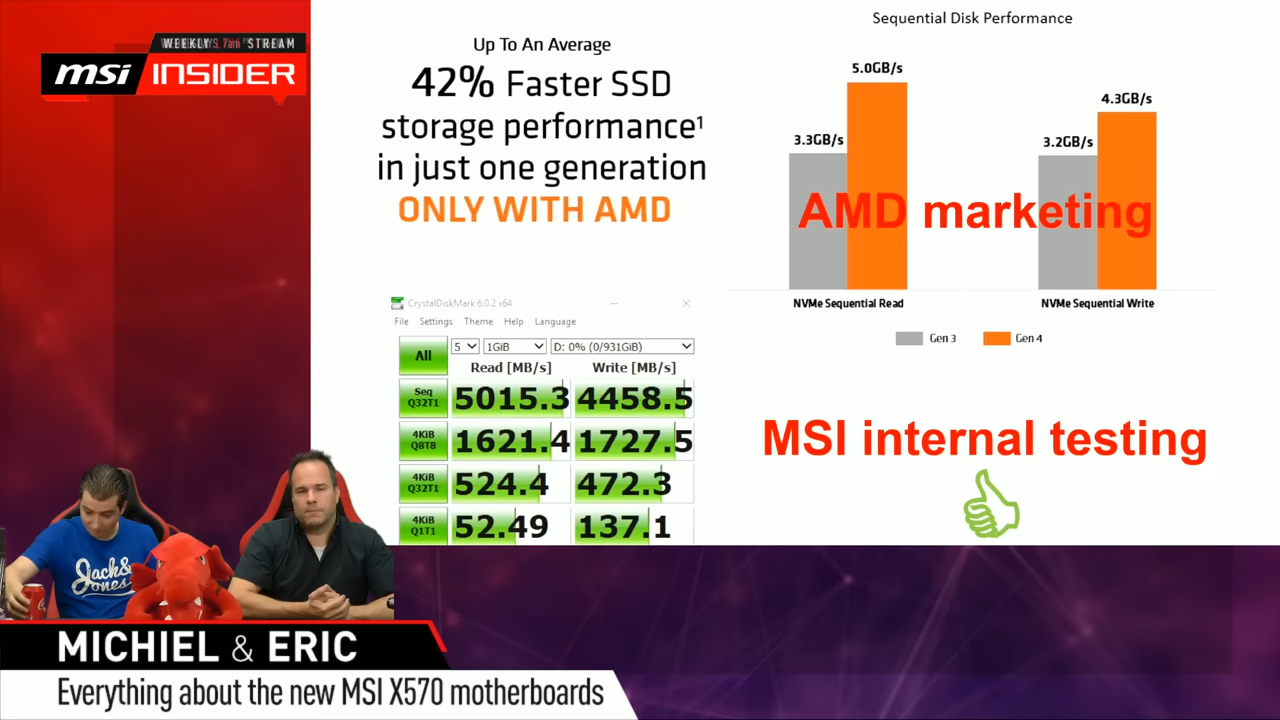 WEEKLY STREAM
msi INSIDER
Up To An Average
42% Faster SSD
storage performance¹
in just one generation
ONLY WITH AMD
Sequential Disk Performance
5.0GB/s
3.3GB/s
4.3GB/s
3.2GB/s
AMD marketing
NVMe Sequential Read
NVMe Sequential Write
Gen 3
Gen 4
CrystalDiskMark 6.0.2 x64
File Settings Theme Help Language
All
5
1GiB
D: 0% (0/931GiB)
Read [MB/s]
Write [MB/s]
Seq
Q32T1
5015.3
4458.5
4KiB
Q8T8
1621.4
1727.5
4KiB
Q32T1
524.4
472.3
4KiB
Q1T1
52.49
137.1
MSI internal testing
Jack&
Jones
MICHIEL & ERIC
Everything about the new MSI X570 motherboards